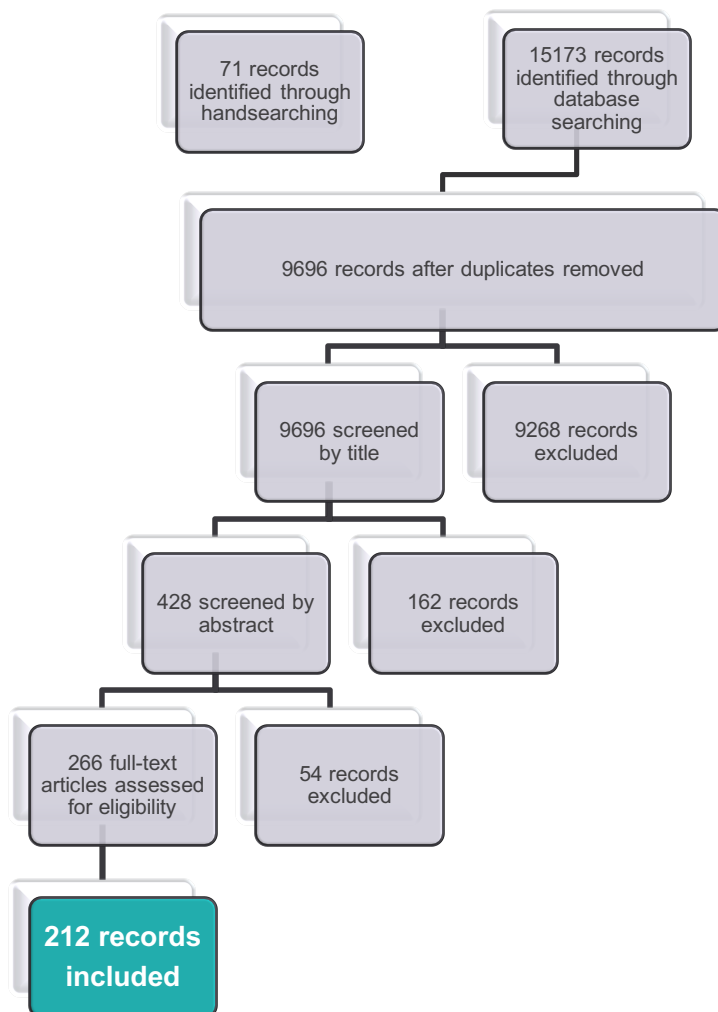 71 records
identified through
handsearching
15173 records
identified through
database
searching
9696 records after duplicates removed
9696 screened
by title
9268 records
excluded
428 screened by
abstract
162 records
excluded
266 full-text
articles assessed
for eligibility
54 records
excluded
212 records
included